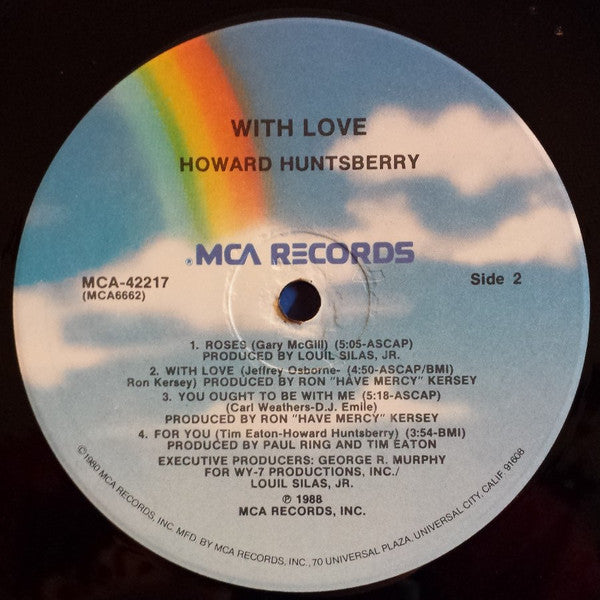 WITH LOVE
HOWARD HUNTSBERRY
MCA RECORDS
MCA-42217
(MCA6662)
Side 2
1. ROSES (Gary McGill) (5:05-ASCAP)
PRODUCED BY LOUIL SILAS, JR.
2. WITH LOVE (Jeffrey Osborne- (4:50-ASCAP/BMI)
Ron Kersey) PRODUCED BY RON "HAVE MERCY" KERSEY
3. YOU OUGHT TO BE WITH ME (5:18-ASCAP)
(Carl Weathers-D.J. Emile)
PRODUCED BY RON "HAVE MERCY" KERSEY
4. FOR YOU (Tim Eaton-Howard Huntsberry) (3:54-BMI)
PRODUCED BY PAUL RING AND TIM EATON
EXECUTIVE PRODUCERS: GEORGE R. MURPHY
FOR WY-7 PRODUCTIONS, INC./
LOUIL SILAS, JR.
℗ 1988
MCA RECORDS, INC.
©1980 MCA RECORDS, INC. MFD. BY MCA RECORDS, INC., 70 UNIVERSAL PLAZA, UNIVERSAL CITY, CALIF. 91608